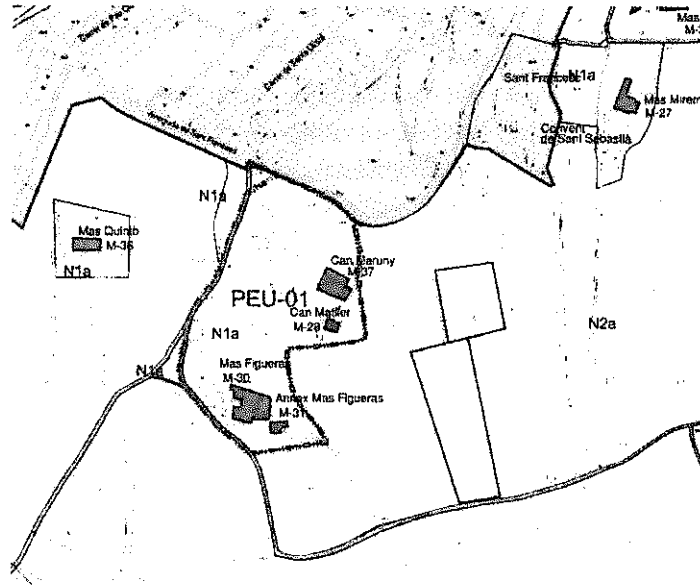 Mas
M-
Sant Francesc
N1a
Mas Mirem
M-27
Convent
de Sant Sebastià
N1a
Mas Quintà
M-36
N1a
Can Maruny
M-37
PEU-01
Can Matller
M-29
N1a
N2a
Mas Figueras
M-30
Annex Mas Figueras
M-31